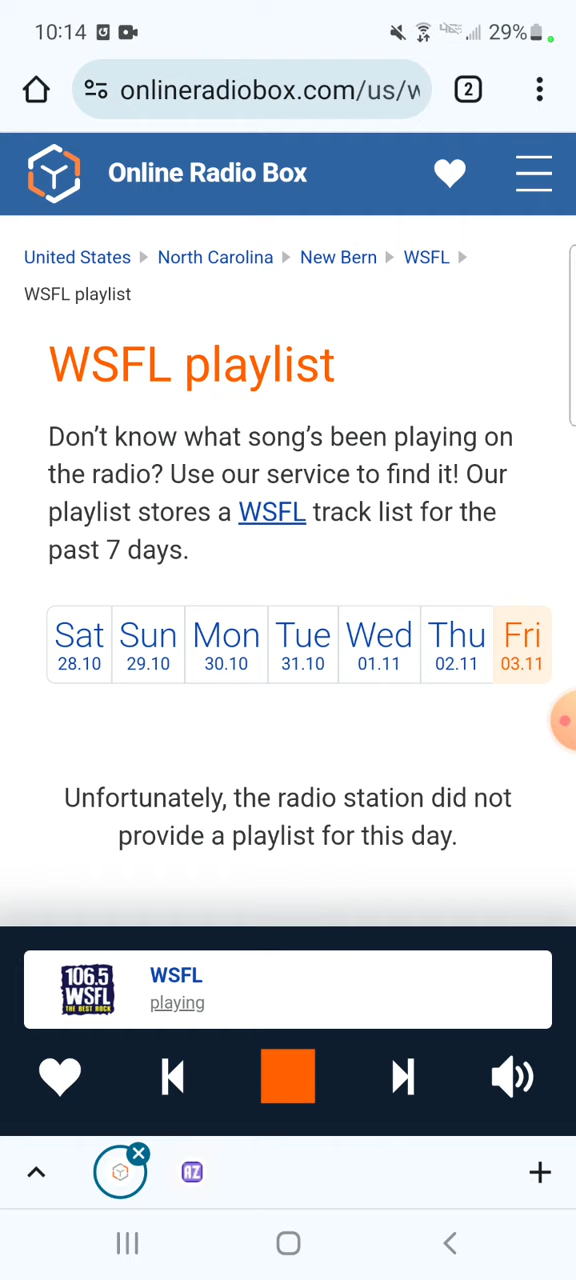 10:14 29%
onlineradiobox.com/us/w 2
Online Radio Box
United States North Carolina New Bern WSFL
WSFL playlist
WSFL playlist
Don't know what song's been playing on
the radio? Use our service to find it! Our
playlist stores a WSFL track list for the
past 7 days.
Sat Sun Mon Tue Wed Thu Fri
28.10 29.10 30.10 31.10 01.11 02.11 03.11
Unfortunately, the radio station did not
provide a playlist for this day.
106.5
WSFL
THE BEST ROCK
WSFL
playing
AZ